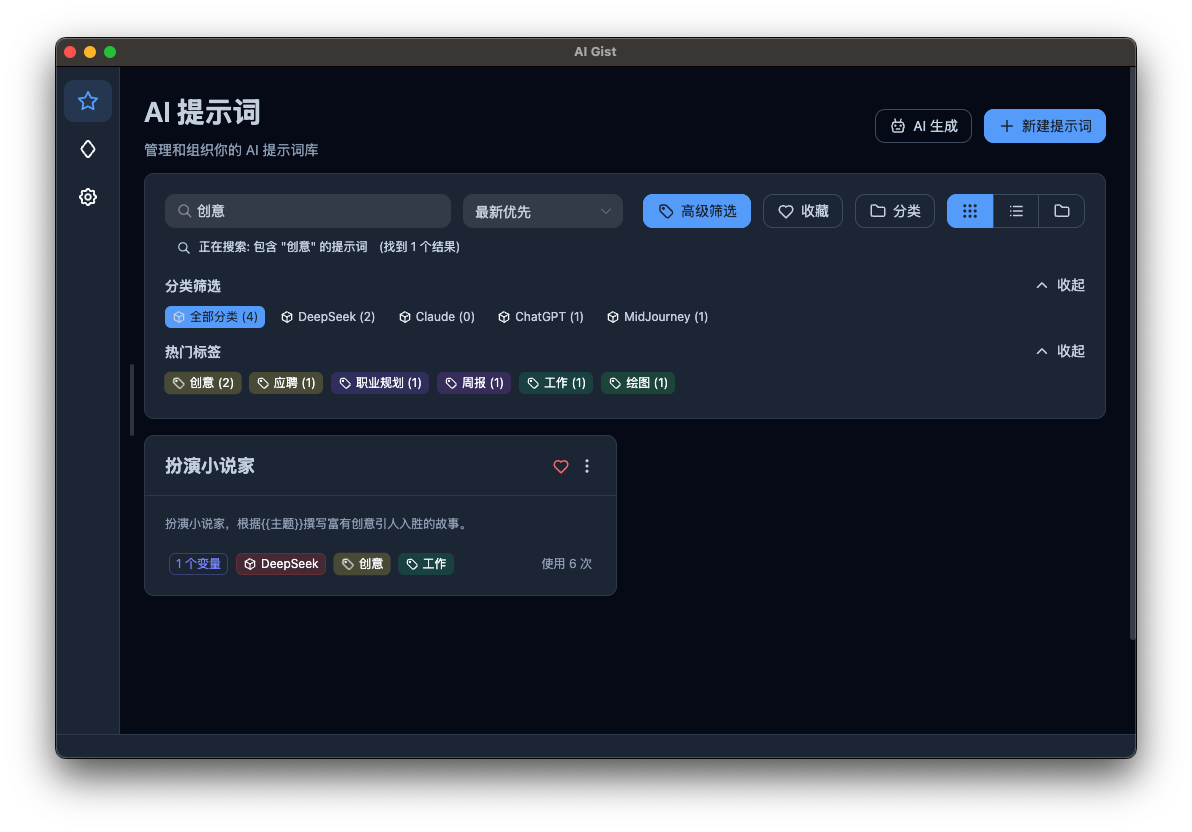 AI Gist
AI 提示词
管理和组织你的 AI 提示词库
AI 生成
新建提示词
创意
最新优先
高级筛选
收藏
分类
正在搜索: 包含 "创意" 的提示词 (找到 1 个结果)
分类筛选
收起
全部分类 (4)
DeepSeek (2)
Claude (0)
ChatGPT (1)
MidJourney (1)
热门标签
收起
创意 (2)
应聘 (1)
职业规划 (1)
周报 (1)
工作 (1)
绘图 (1)
扮演小说家
扮演小说家，根据{{主题}}撰写富有创意引人入胜的故事。
1 个变量
DeepSeek
创意
工作
使用 6 次